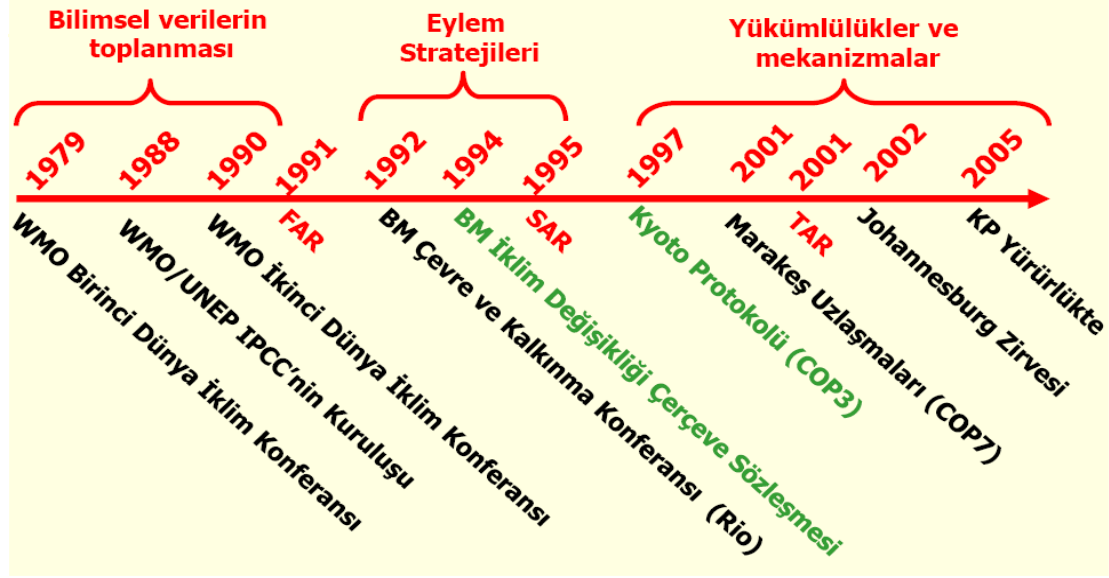 Bilimsel verilerin
toplanması
Eylem
Stratejileri
Yükümlülükler ve
mekanizmalar
1979
1988
1990
1991
1992
1994
1995
1997
2001
2001
2002
2005
WMO Birinci Dünya İklim Konferansı
WMO/UNEP IPCC’nin Kuruluşu
WMO İkinci Dünya İklim Konferansı
FAR
BM Çevre ve Kalkınma Konferansı (Rio)
BM İklim Değişikliği Çerçeve Sözleşmesi
SAR
Kyoto Protokolü (COP3)
Marakeş Uzlaşmaları (COP7)
TAR
Johannesburg Zirvesi
KP Yürürlükte